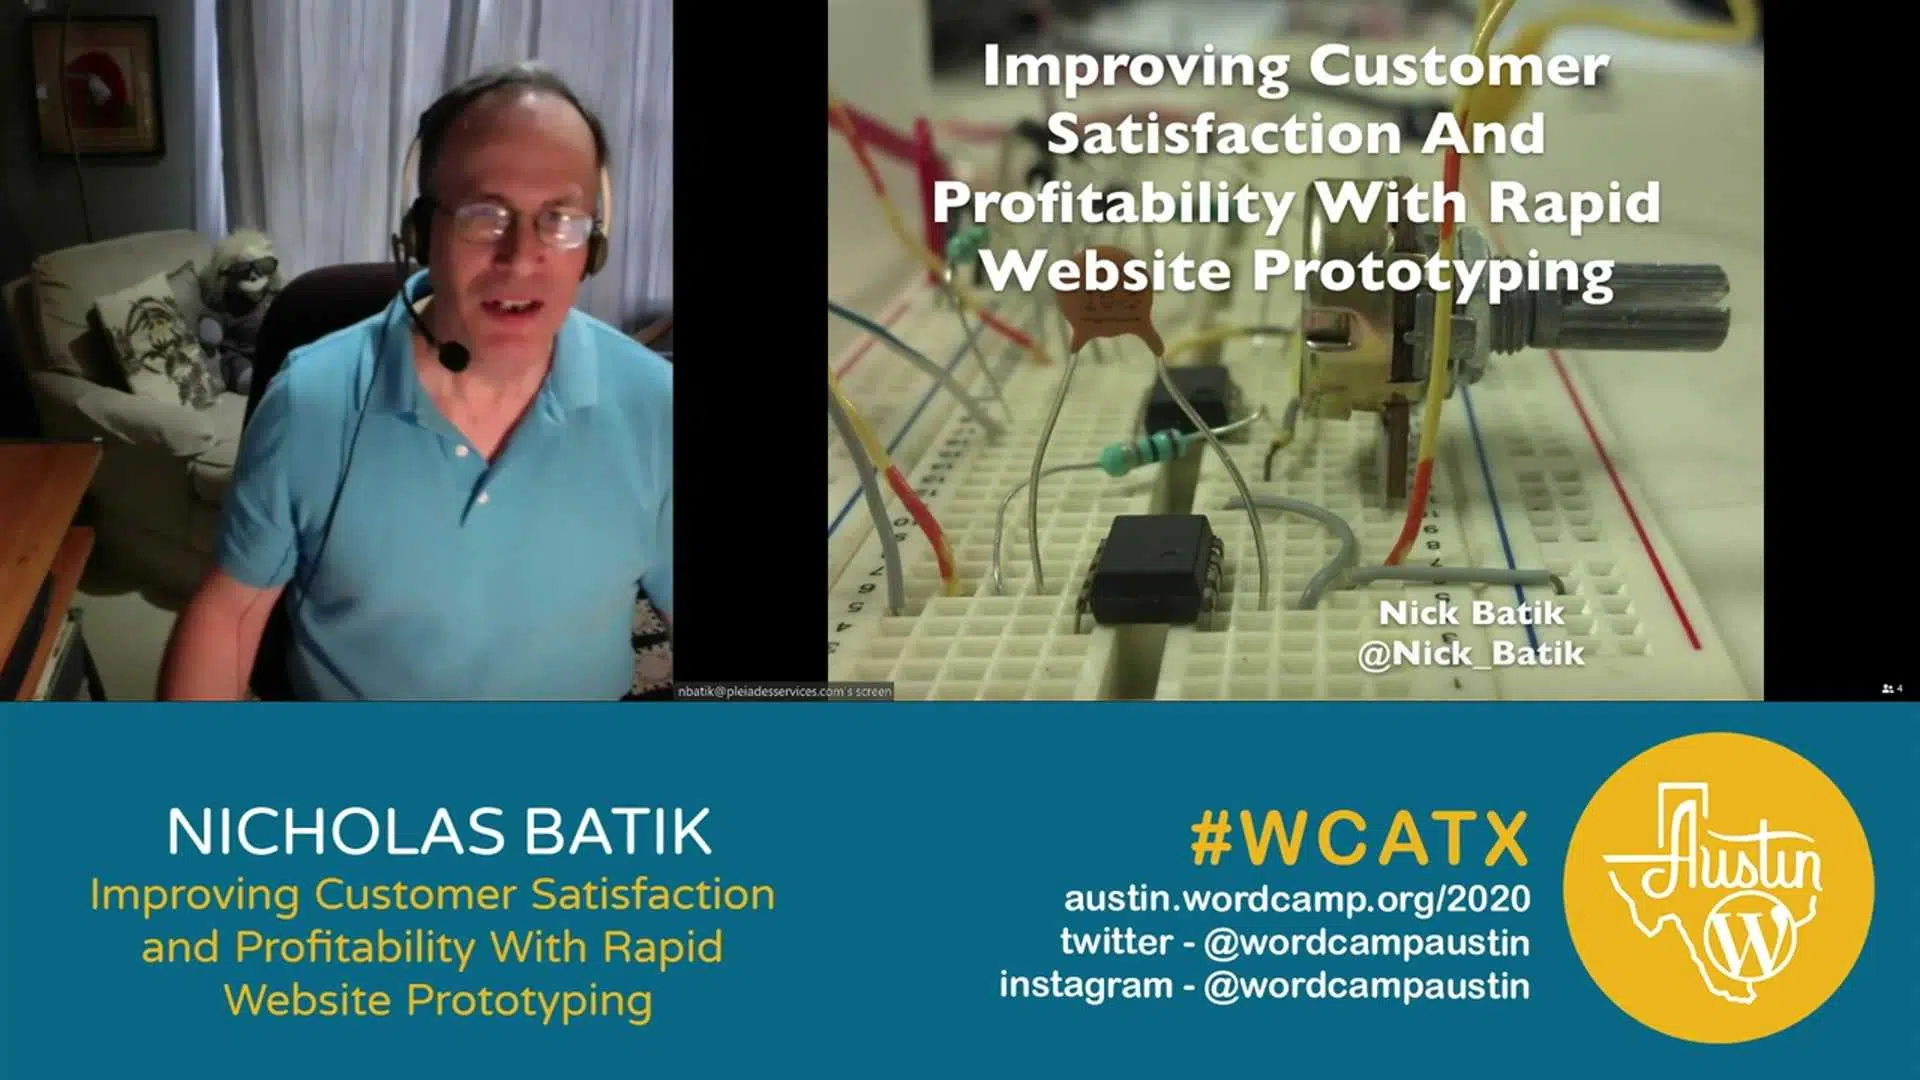 Improving Customer
Satisfaction And
Profitability With Rapid
Website Prototyping
Nick Batik
@Nick_Batik
nbatik@pleiadesservices.com's screen
4
NICHOLAS BATIK
Improving Customer Satisfaction
and Profitability With Rapid
Website Prototyping
#WCATX
austin.wordcamp.org/2020
twitter - @wordcampaustin
instagram - @wordcampaustin
Austin
W